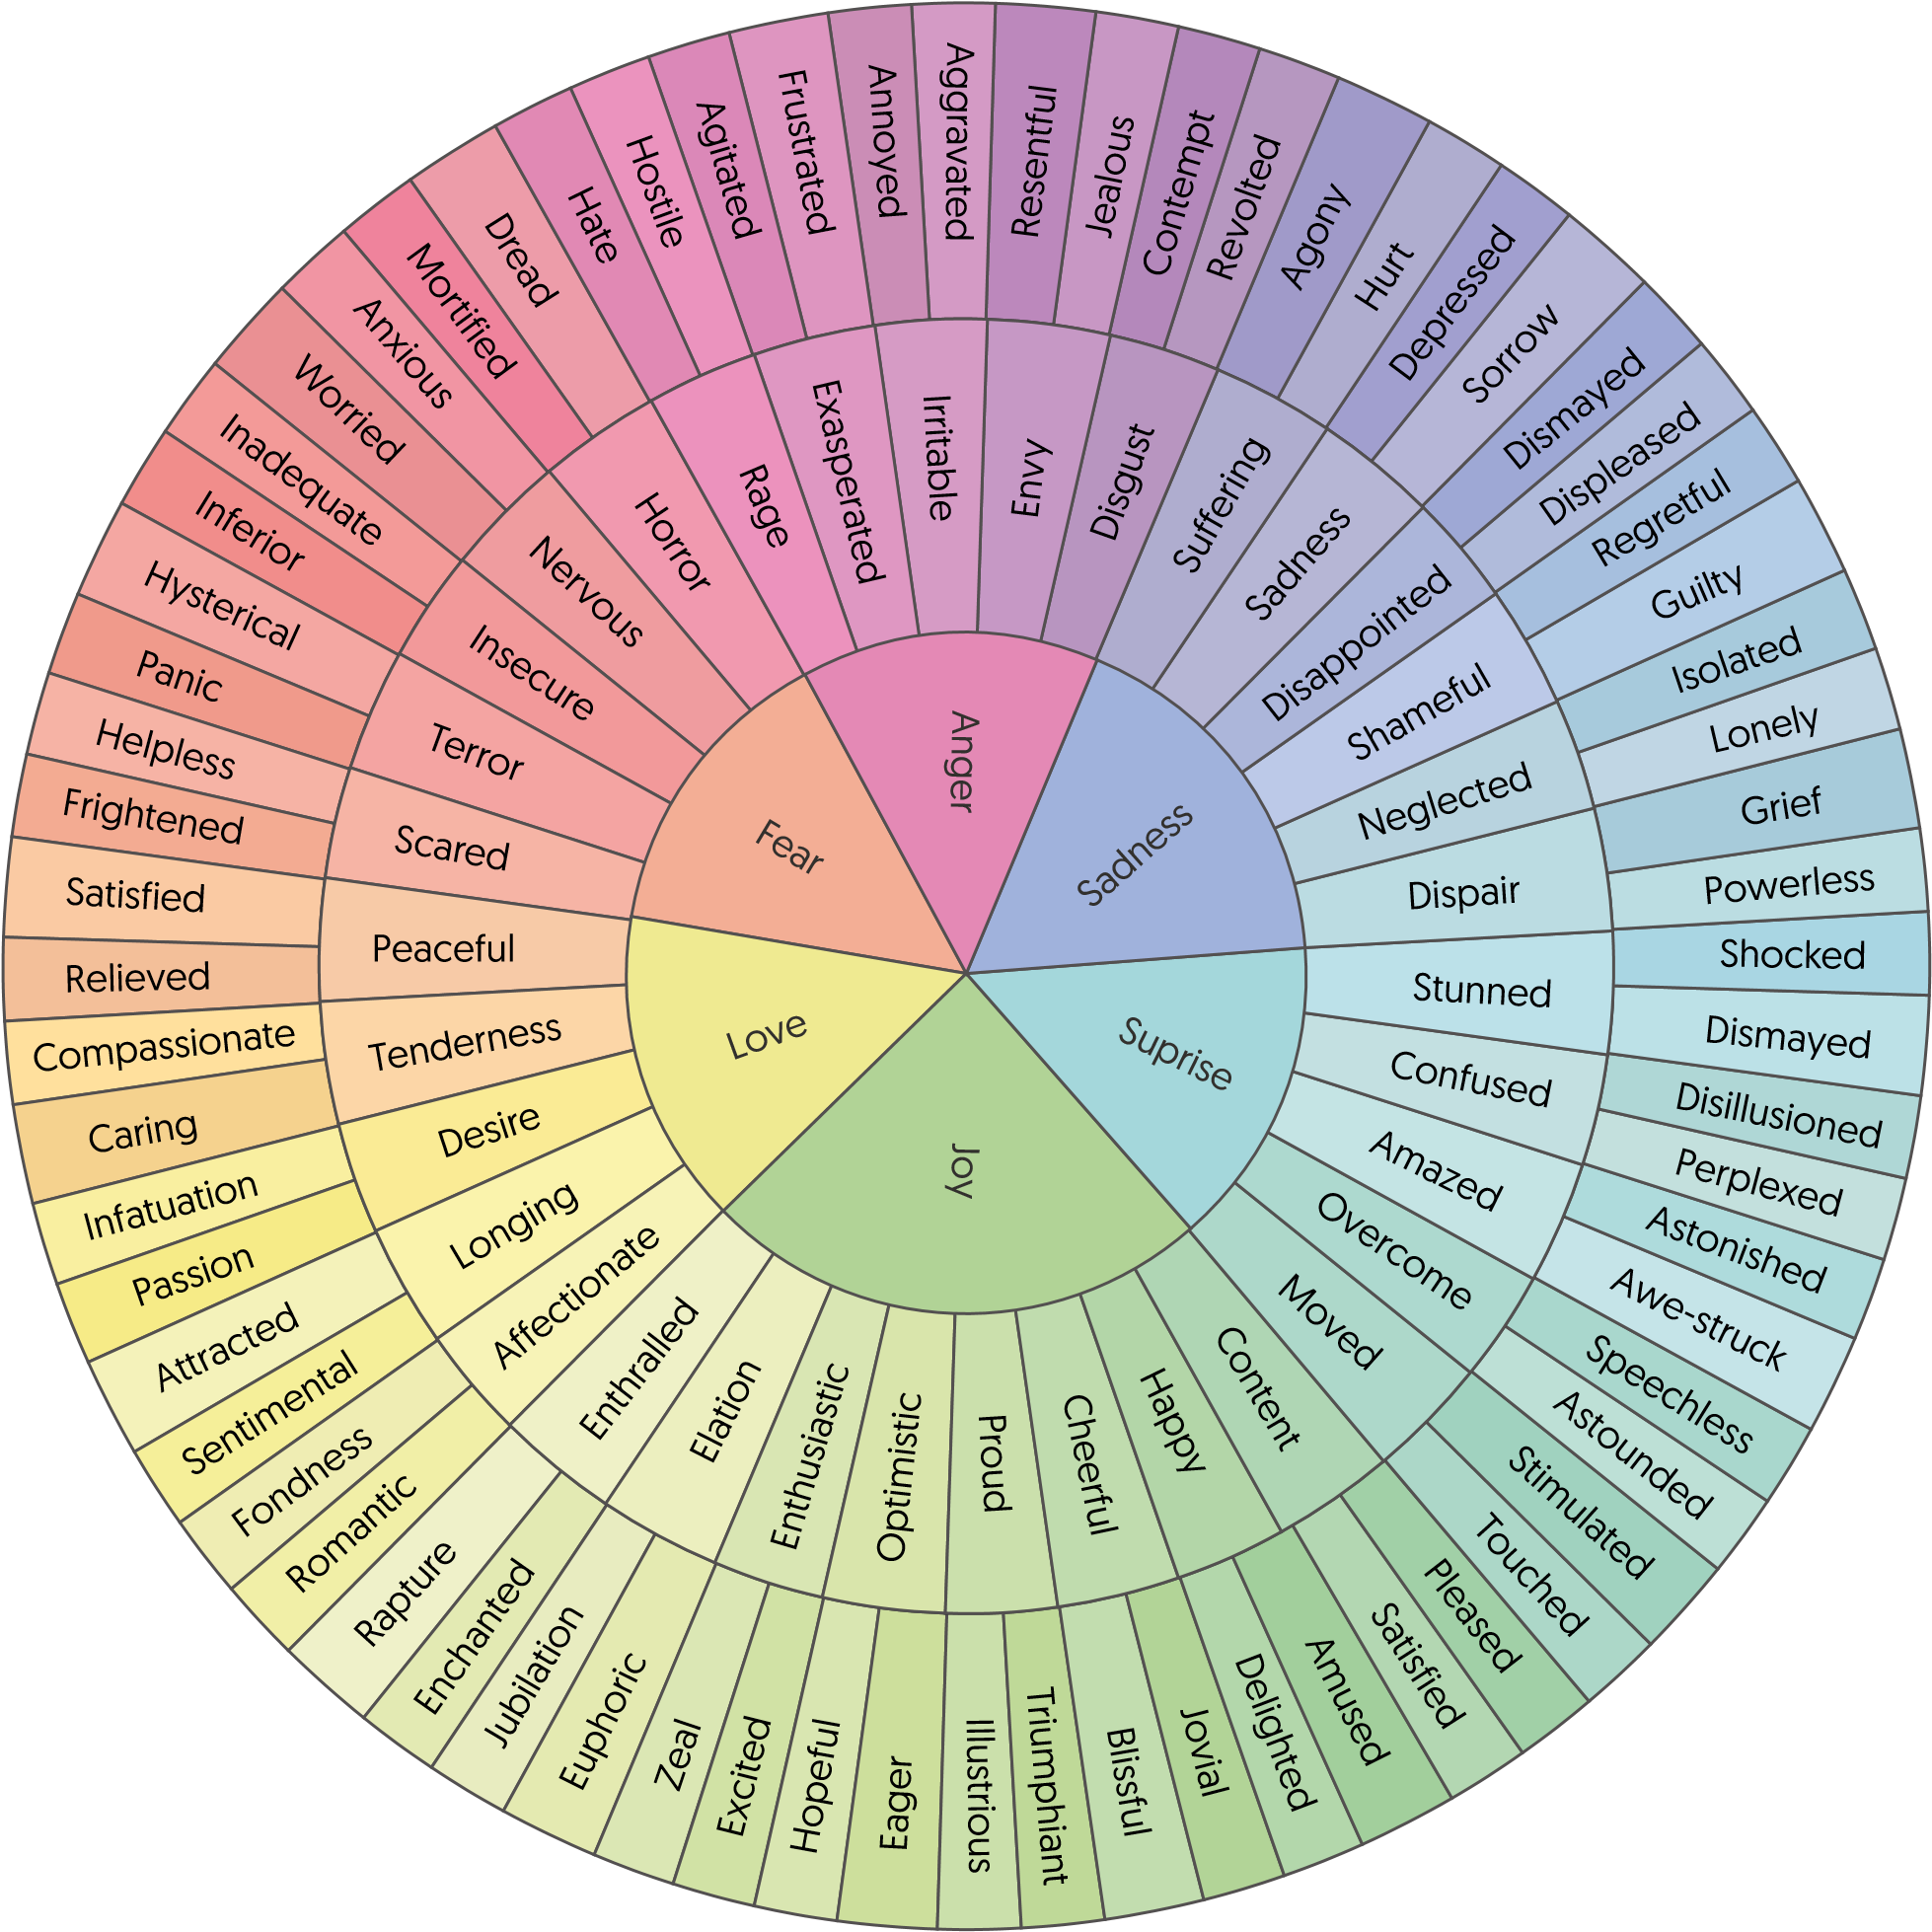 Anger
Sadness
Suprise
Joy
Love
Fear
Rage
Exasperated
Irritable
Envy
Disgust
Suffering
Sadness
Disappointed
Shameful
Neglected
Dispair
Stunned
Confused
Amazed
Overcome
Moved
Content
Happy
Cheerful
Proud
Optimistic
Enthusiastic
Elation
Enthralled
Affectionate
Longing
Desire
Tenderness
Peaceful
Scared
Terror
Insecure
Nervous
Horror
Hate
Hostile
Agitated
Frustrated
Annoyed
Aggravated
Resentful
Jealous
Contempt
Revolted
Agony
Hurt
Depressed
Sorrow
Dismayed
Displeased
Regretful
Guilty
Isolated
Lonely
Grief
Powerless
Shocked
Dismayed
Disillusioned
Perplexed
Astonished
Awe-struck
Speechless
Astounded
Stimulated
Touched
Pleased
Satisfied
Amused
Delighted
Jovial
Blissful
Triumphiant
Illustrious
Eager
Hopeful
Excited
Zeal
Euphoric
Jubilation
Enchanted
Rapture
Romantic
Fondness
Sentimental
Attracted
Passion
Infatuation
Caring
Compassionate
Relieved
Satisfied
Frightened
Helpless
Panic
Hysterical
Inferior
Inadequate
Worried
Anxious
Mortified
Dread